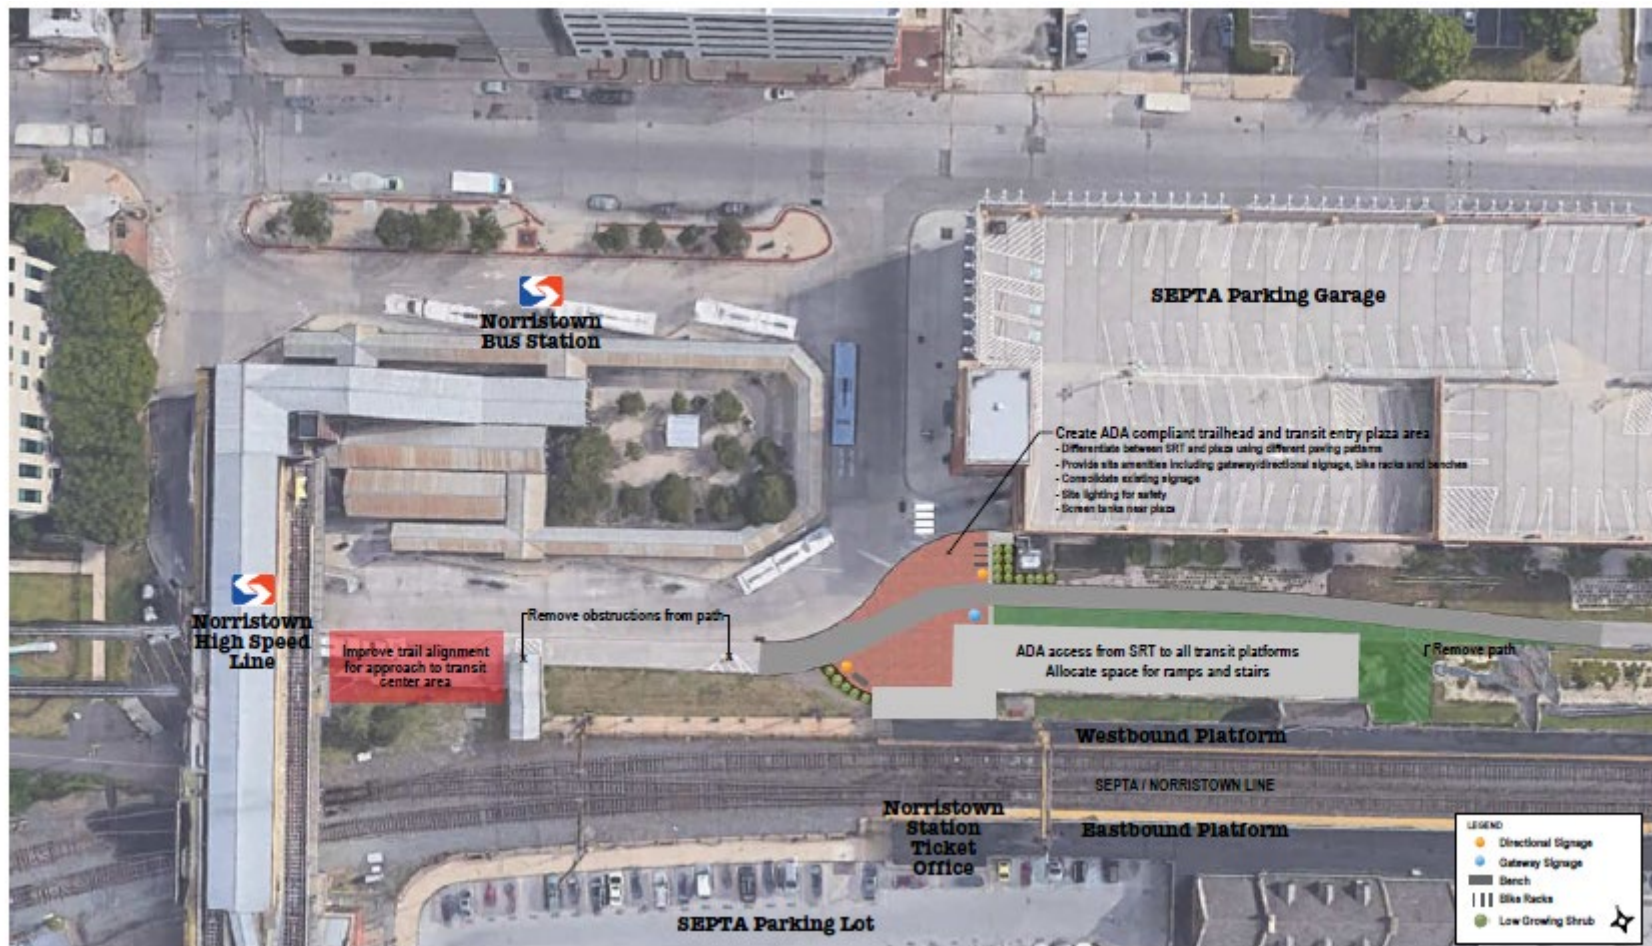 SEPTA Parking Garage
Norristown
Bus Station
Create ADA compliant trailhead and transit entry plaza area
- Differentiate between SRT and plaza using different paving patterns
- Provide site amenities including gateway/directional signage, bike racks and benches
- Consolidate existing signage
- Site lighting for safety
- Screen tanks near plaza
Norristown
High Speed
Line
Remove obstructions from path
Improve trail alignment
for approach to transit
center area
ADA access from SRT to all transit platforms
Allocate space for ramps and stairs
Remove path
Westbound Platform
SEPTA / NORRISTOWN LINE
Norristown
Station
Ticket
Office
Eastbound Platform
SEPTA Parking Lot
LEGEND
Directional Signage
Gateway Signage
Bench
Bike Racks
Low Growing Shrub